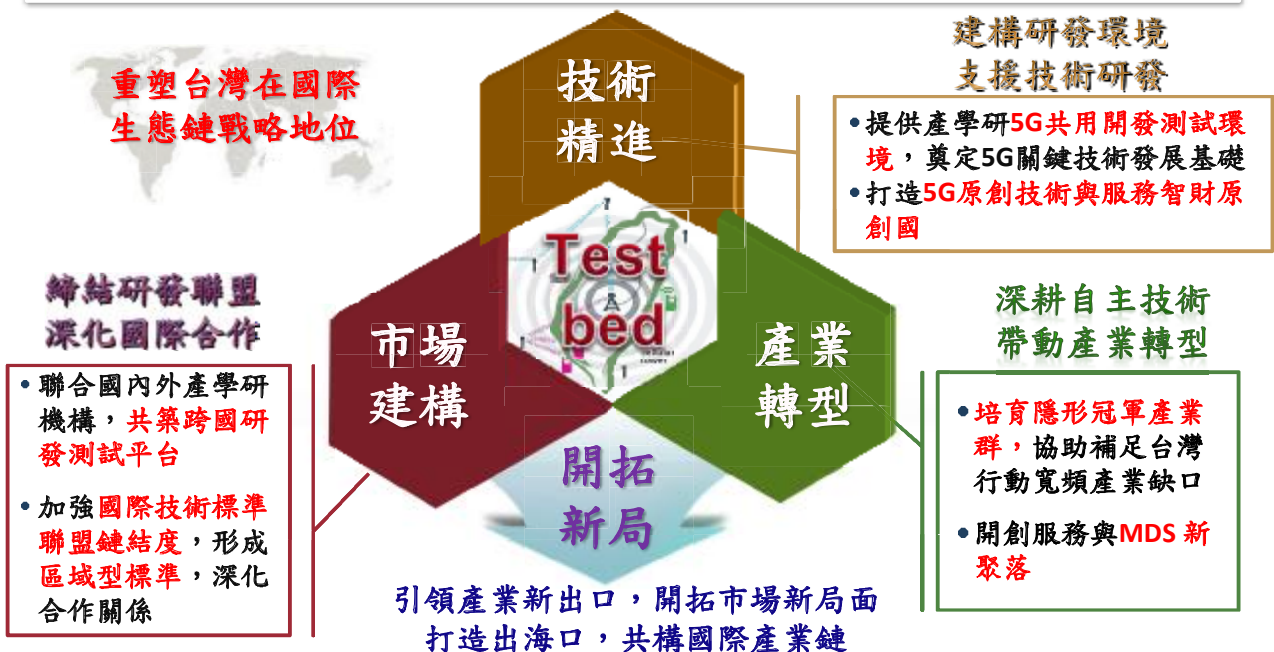 重塑台灣在國際
生態鏈戰略地位
技術
精進
建構研發環境
支援技術研發
•提供產學研5G共用開發測試環
境，奠定5G關鍵技術發展基礎
•打造5G原創技術與服務智財原
創國
Test
bed
締結研發聯盟
深化國際合作
市場
建構
•聯合國內外產學研
機構，共築跨國研
發測試平台
•加強國際技術標準
聯盟鏈結度，形成
區域型標準，深化
合作關係
產業
轉型
深耕自主技術
帶動產業轉型
•培育隱形冠軍產業
群，協助補足台灣
行動寬頻產業缺口
•開創服務與MDS 新
聚落
開拓
新局
引領產業新出口，開拓市場新局面
打造出海口，共構國際產業鏈